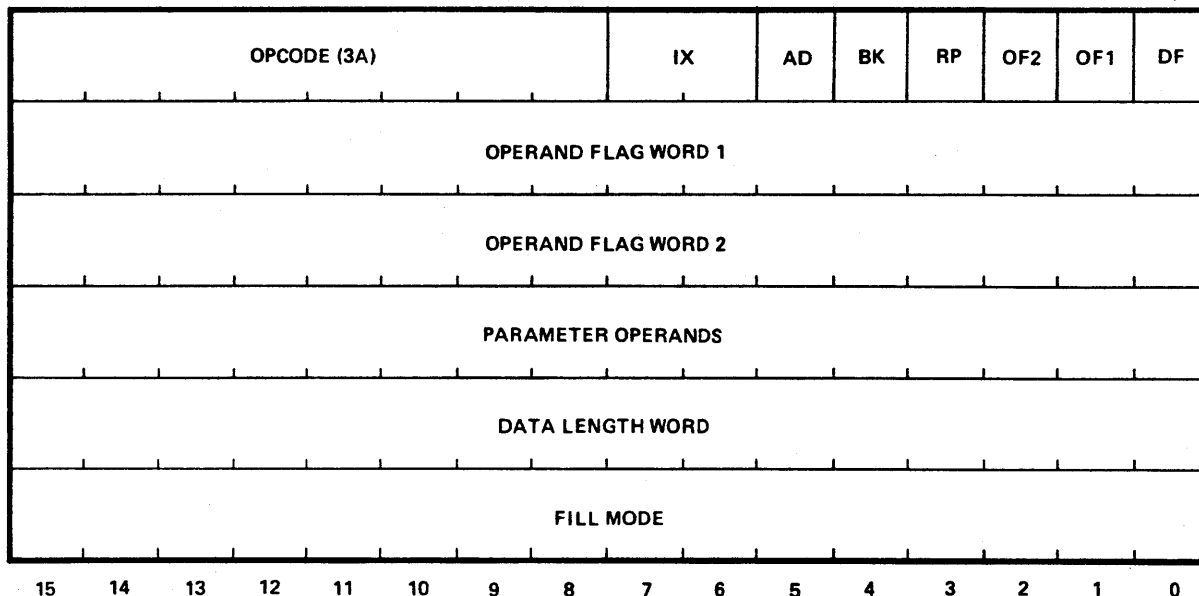 OPCODE (3A) IX AD BK RP OF2 OF1 DF
OPERAND FLAG WORD 1
OPERAND FLAG WORD 2
PARAMETER OPERANDS
DATA LENGTH WORD
FILL MODE
15 14 13 12 11 10 9 8 7 6 5 4 3 2 1 0